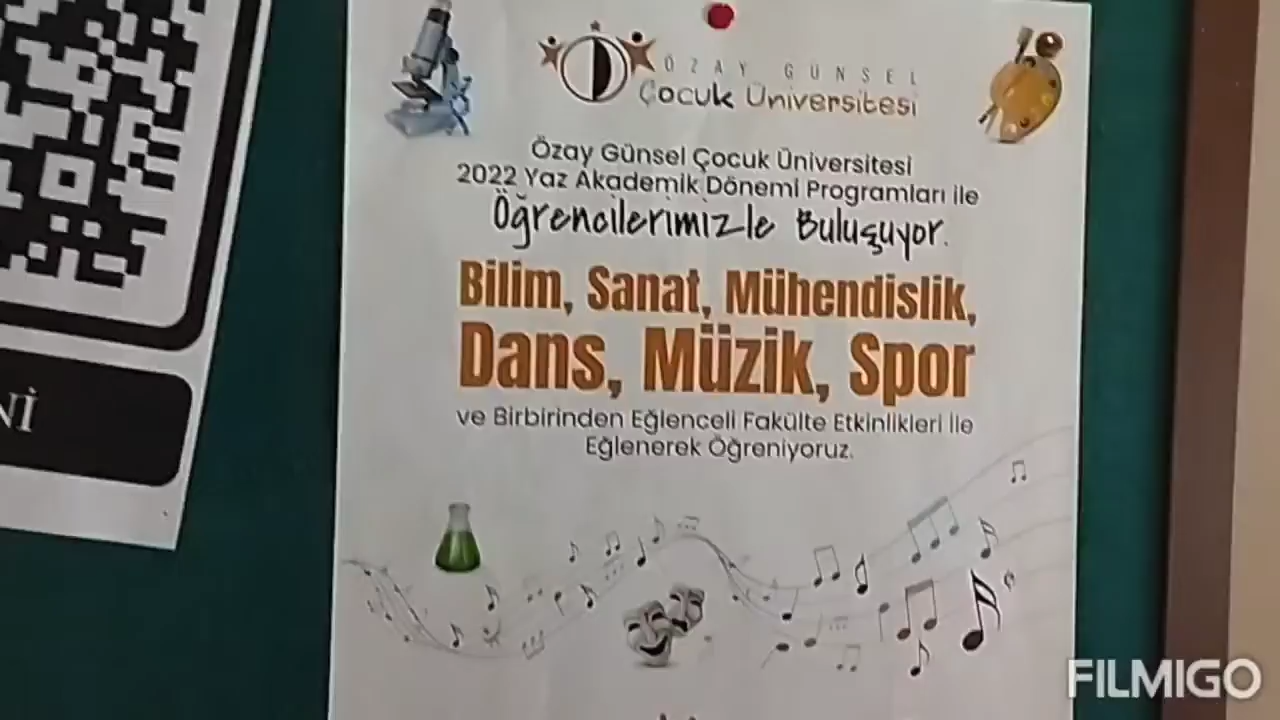 ÖZAY GÜNSEL
Çocuk Üniversitesi
Özay Günsel Çocuk Üniversitesi
2022 Yaz Akademik Dönemi Programları ile
Öğrencilerimizle Buluşuyor.
Bilim, Sanat, Mühendislik,
Dans, Müzik, Spor
ve Birbirinden Eğlenceli Fakülte Etkinlikleri İle
Eğlenerek Öğreniyoruz.
Nİ
FILMIGO